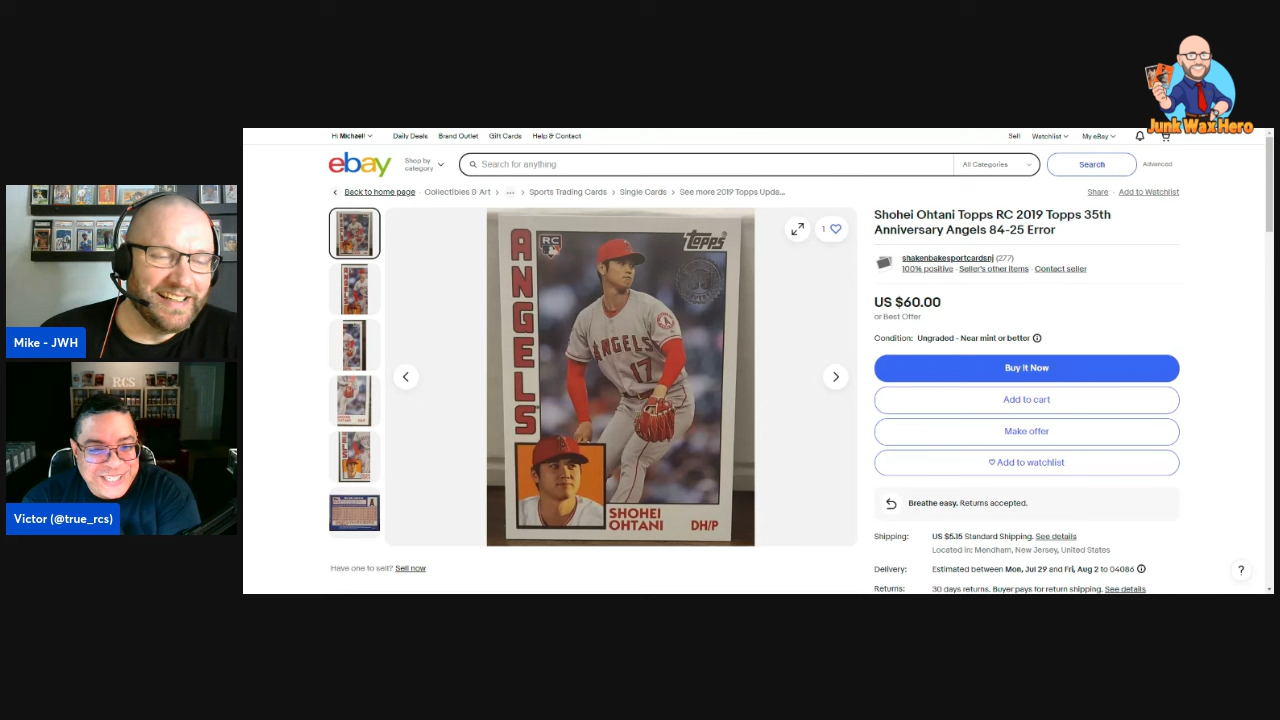 Junk Wax Hero
Hi Michael!
Daily Deals
Brand Outlet
Gift Cards
Help & Contact
Sell
Watchlist
My eBay
ebay
Shop by
category
Search for anything
All Categories
Search
Advanced
Back to home page
Collectibles & Art
...
Sports Trading Cards
Single Cards
See more 2019 Topps Upda...
Share
Add to Watchlist
1
ANGELS
RC
Topps
ANGELS
17
SHOHEI
OHTANI
DH/P
Shohei Ohtani Topps RC 2019 Topps 35th
Anniversary Angels 84-25 Error
shakenbakesportcardsnj (277)
100% positive · Seller's other items · Contact seller
US $60.00
or Best Offer
Condition: Ungraded - Near mint or better
Buy It Now
Add to cart
Make offer
Add to watchlist
Breathe easy. Returns accepted.
Shipping: US $5.15 Standard Shipping. See details
Located in: Mendham, New Jersey, United States
Delivery: Estimated between Mon, Jul 29 and Fri, Aug 2 to 04086
Returns: 30 days returns. Buyer pays for return shipping. See details
Have one to sell? Sell now
?
Mike - JWH
RCS
Victor (@true_rcs)